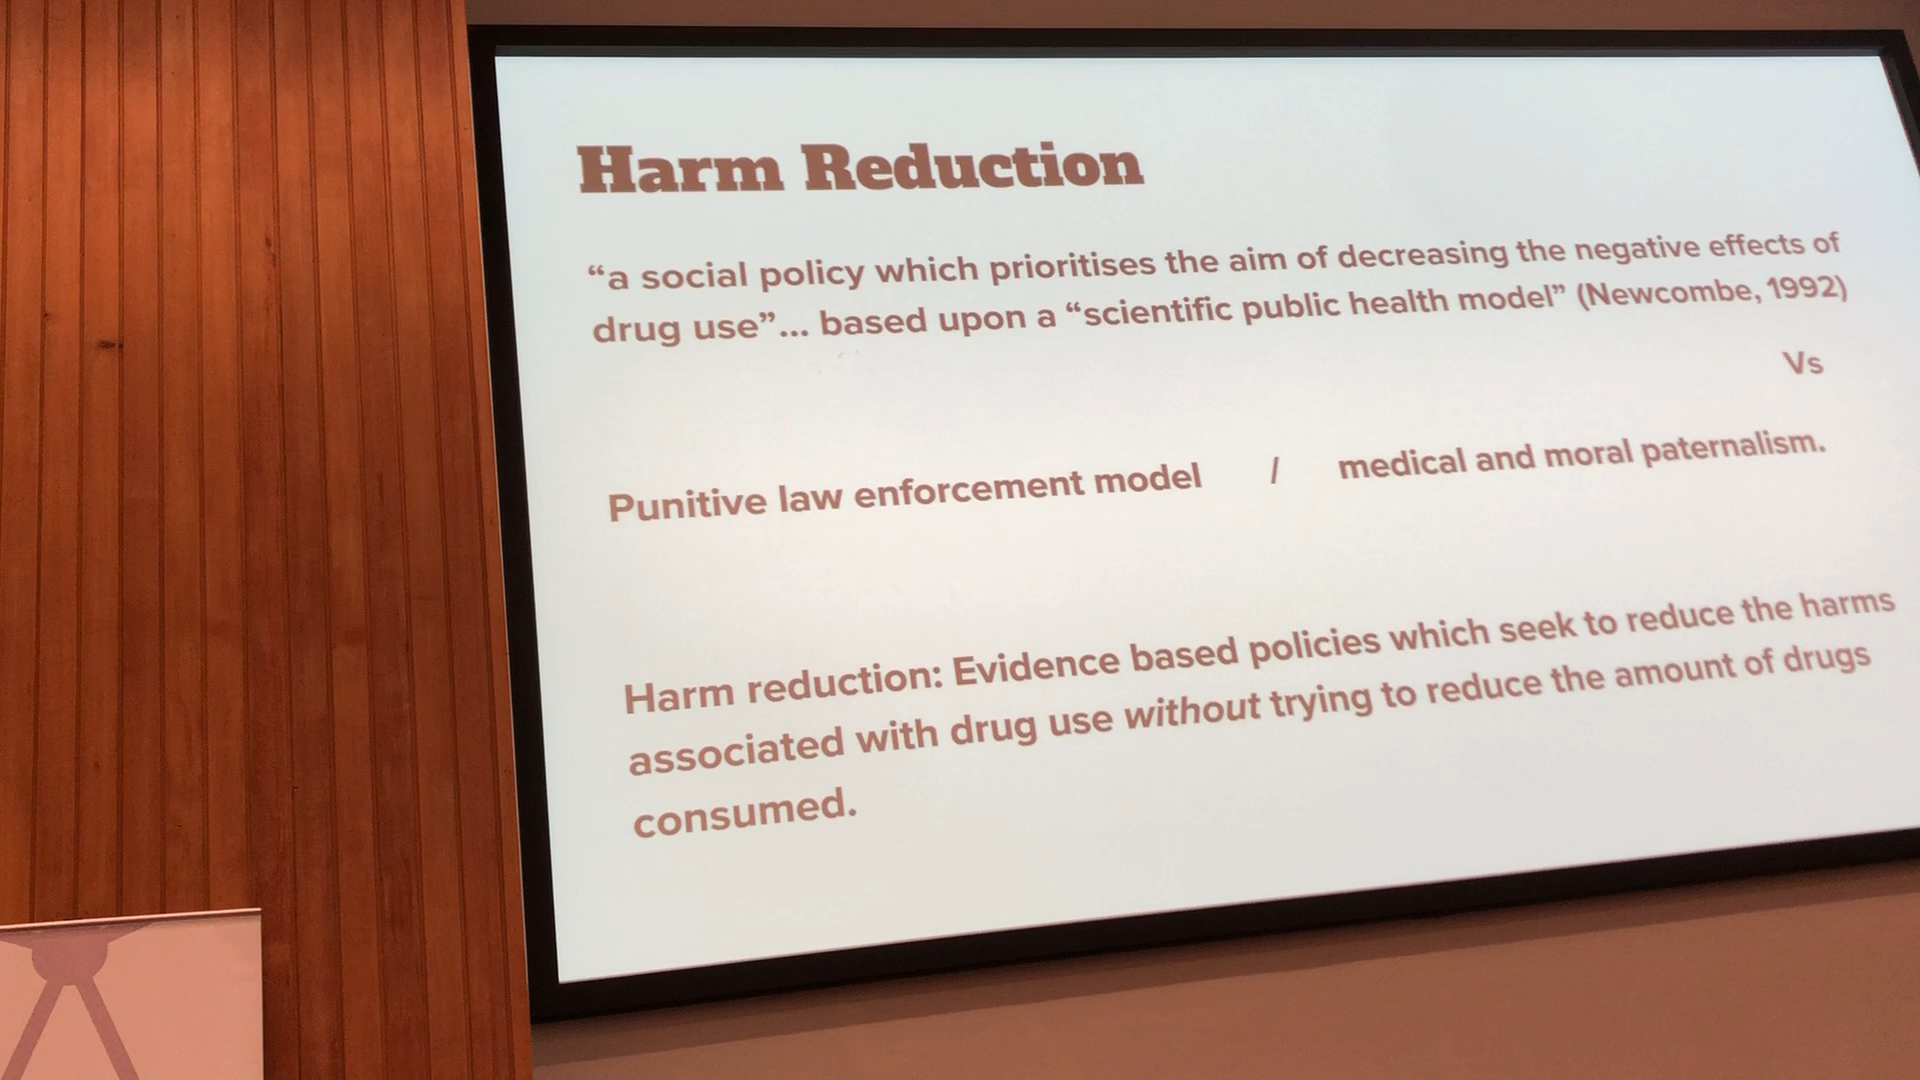 Harm Reduction
“a social policy which prioritises the aim of decreasing the negative effects of
drug use”... based upon a “scientific public health model” (Newcombe, 1992)
Vs
Punitive law enforcement model / medical and moral paternalism.
Harm reduction: Evidence based policies which seek to reduce the harms
associated with drug use without trying to reduce the amount of drugs
consumed.